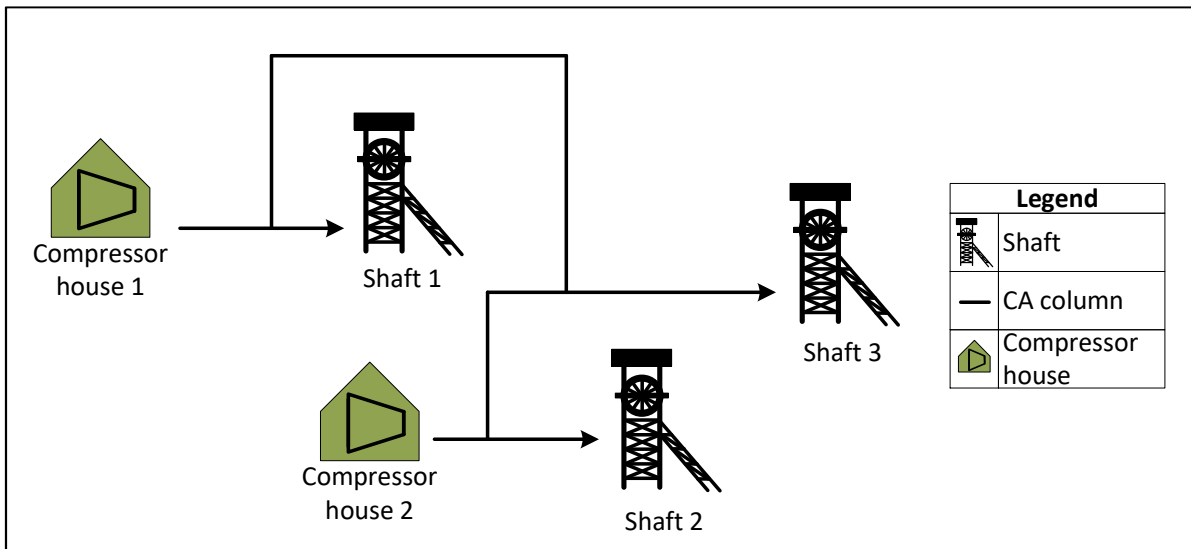 Compressor
house 1
Shaft 1
Shaft 3
Compressor
house 2
Shaft 2
Legend
Shaft
CA column
Compressor
house